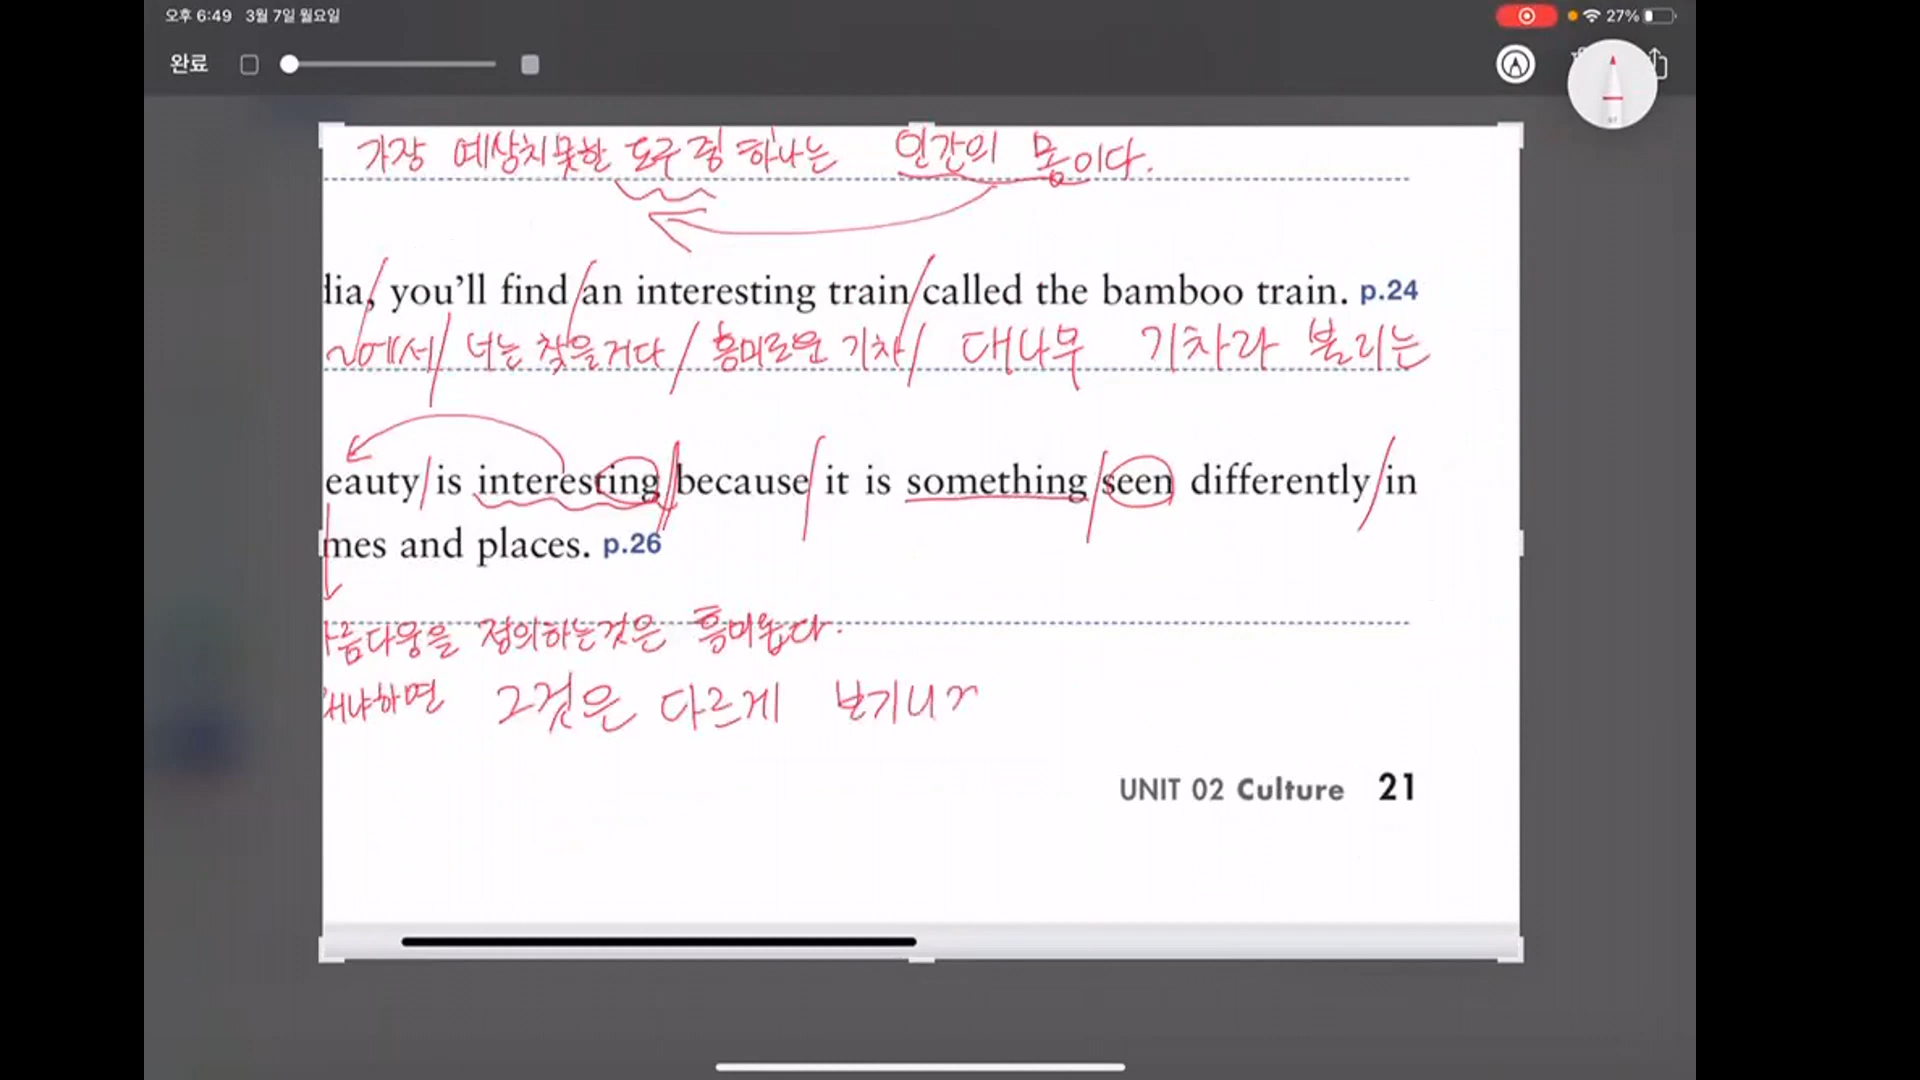 오후 6:49 3월 7일 월요일
27%
완료
가장 예상치못한 도구 중 하나는 인간의 몸이다.
dia, you'll find an interesting train called the bamboo train. p.24
~에서 / 너는 찾을거다 / 흥미로운 기차 / 대나무 기차라 불리는
eauty is interesting because it is something seen differently in
mes and places. p.26
름다움을 정의하는것은 흥미롭다.
왜냐하면 그것은 다르게 보기니
UNIT 02 Culture 21